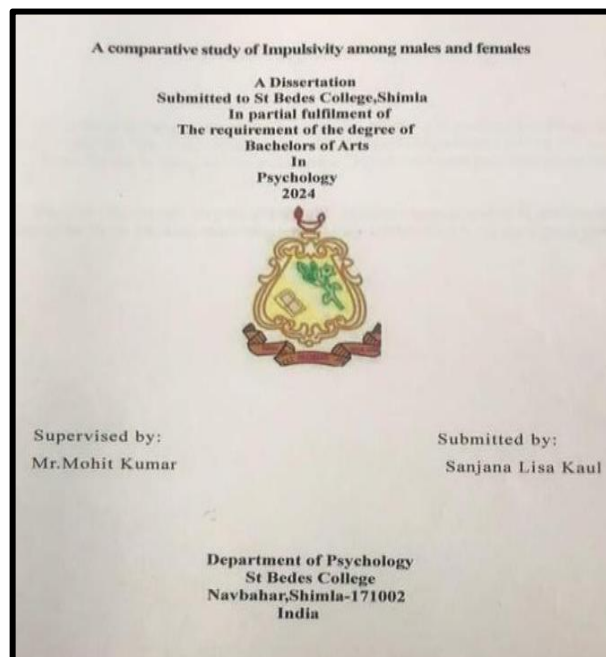 A comparative study of Impulsivity among males and females
A Dissertation
Submitted to St Bedes College,Shimla
In partial fulfilment of
The requirement of the degree of
Bachelors of Arts
In
Psychology
2024
Supervised by:
Mr.Mohit Kumar
Submitted by:
Sanjana Lisa Kaul
Department of Psychology
St Bedes College
Navbahar,Shimla-171002
India